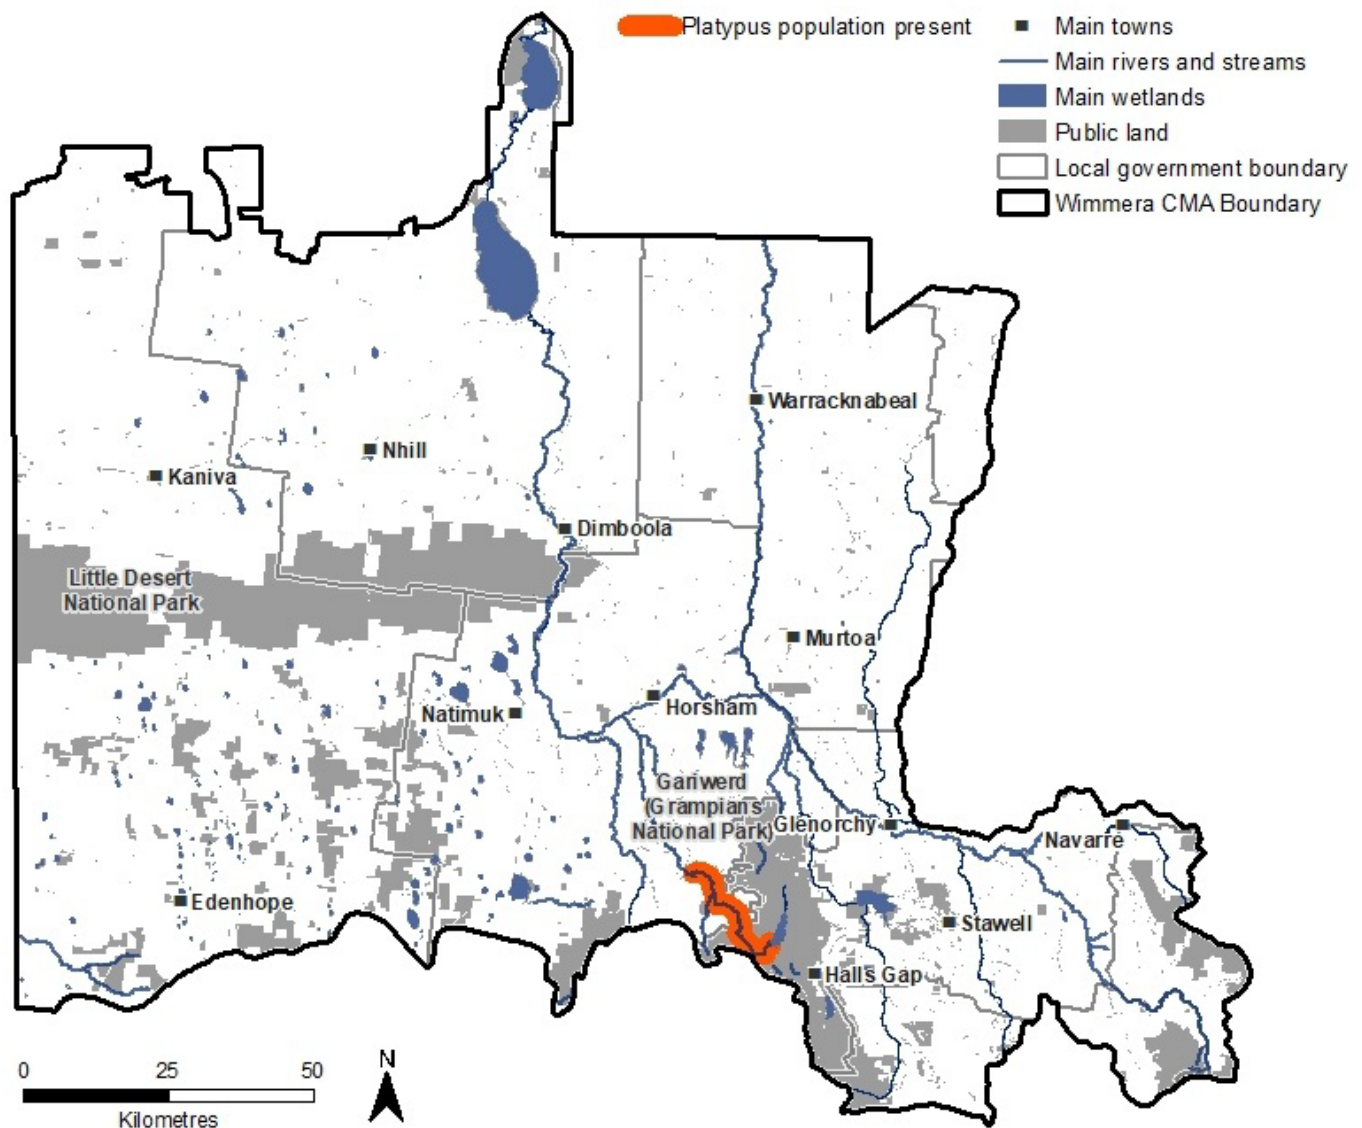 Platypus population present
Main towns
Main rivers and streams
Main wetlands
Public land
Local government boundary
Wimmera CMA Boundary
Warracknabeal
Nhill
Kaniva
Dimboola
Little Desert
National Park
Murtoa
Horsham
Natimuk
Gariwerd
(Grampians
National Park)
Glenorchy
Navarre
Edenhope
Stawell
Halls Gap
0 25 50
Kilometres
N